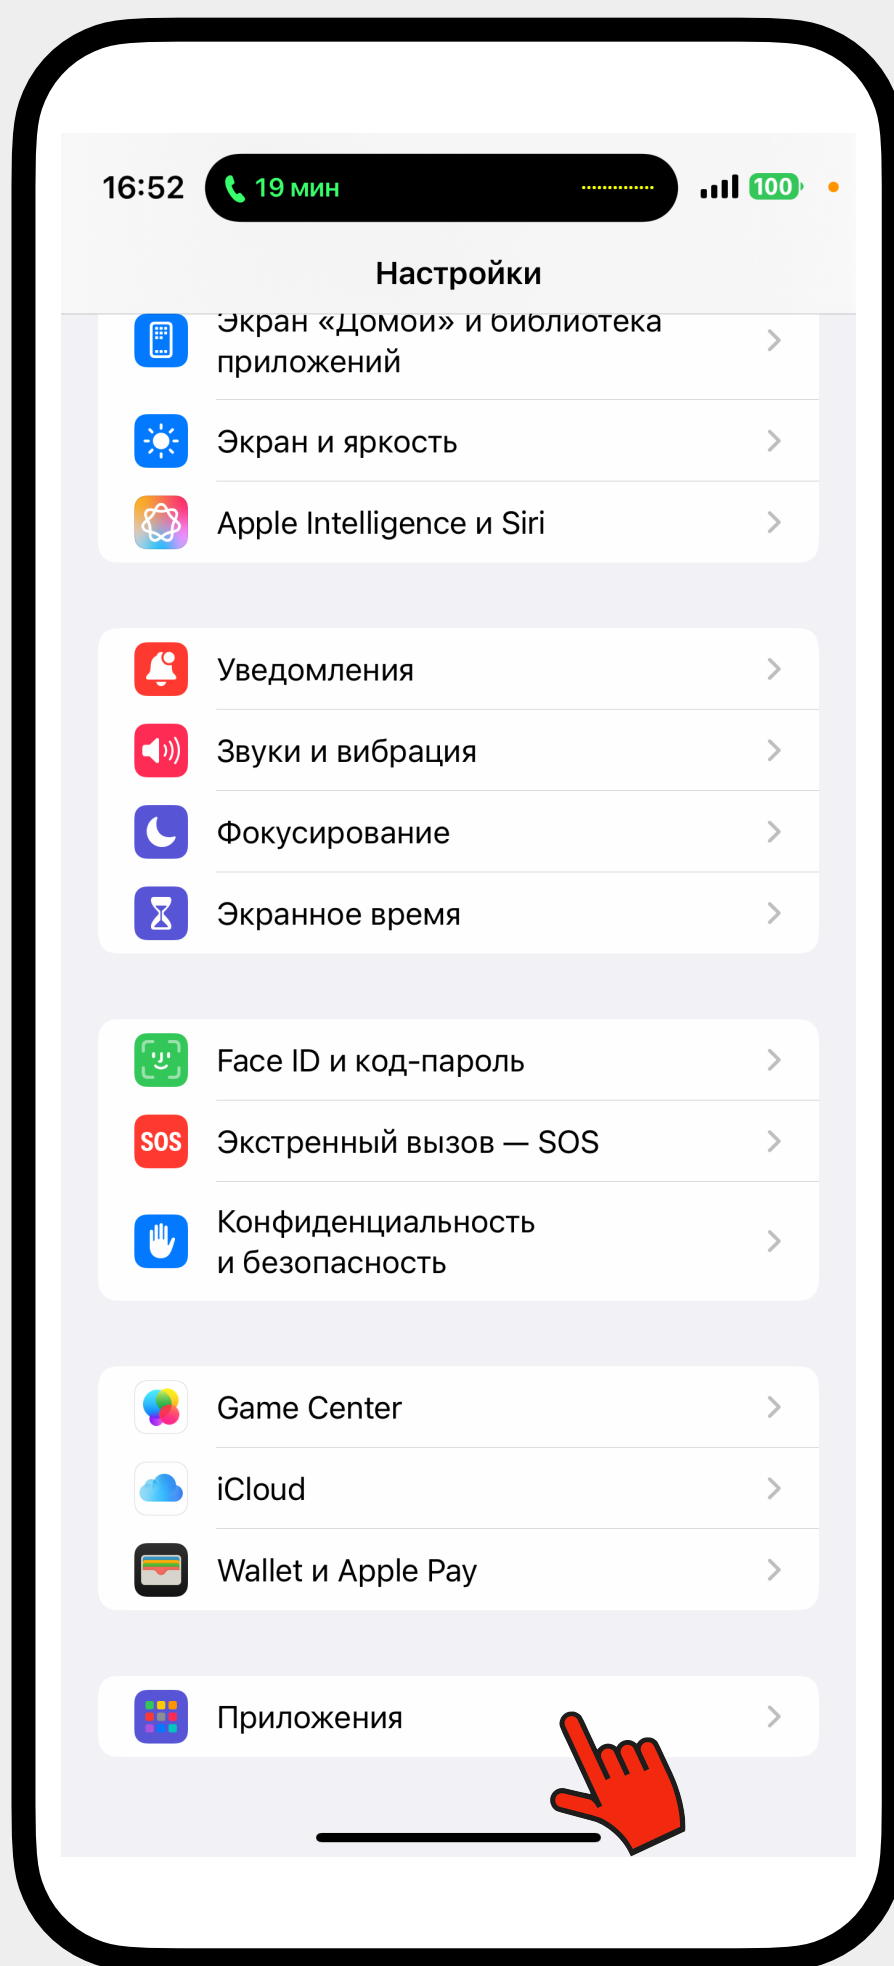 16:52
19 мин
100
Настройки
Экран «Домой» и библиотека
приложений
Экран и яркость
Apple Intelligence и Siri
Уведомления
Звуки и вибрация
Фокусирование
Экранное время
Face ID и код-пароль
SOS
Экстренный вызов — SOS
Конфиденциальность
и безопасность
Game Center
iCloud
Wallet и Apple Pay
Приложения